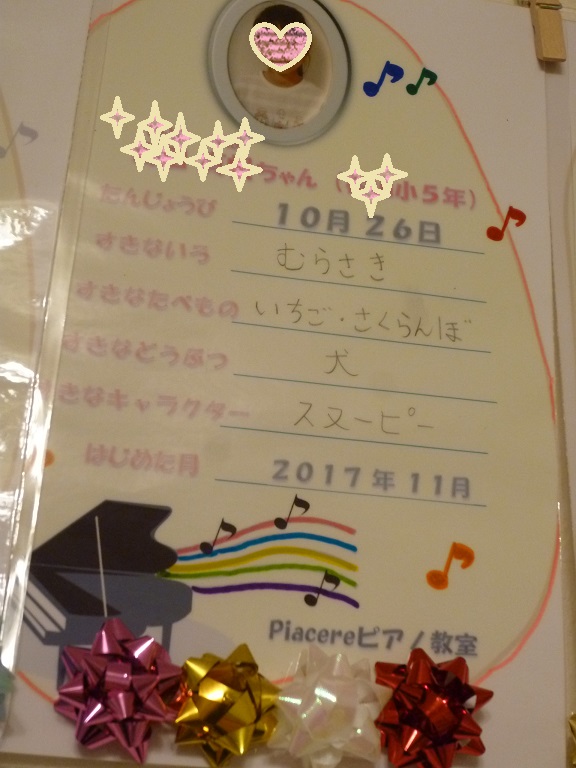 ちゃん（小５年）
たんじょうび １０月２６日
すきないろ むらさき
すきなたべもの いちご・さくらんぼ
すきなどうぶつ 犬
すきなキャラクター スヌーピー
はじめた月 ２０１７年１１月
Piacereピアノ教室